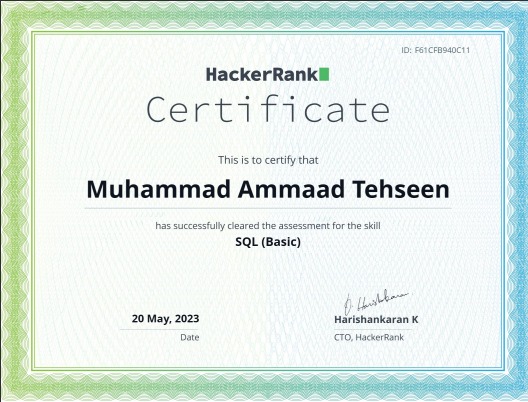 ID: F61CFB940C11
HackerRank
Certificate
This is to certify that
Muhammad Ammaad Tehseen
has successfully cleared the assessment for the skill
SQL (Basic)
20 May, 2023
Date
Harishankaran K
CTO, HackerRank